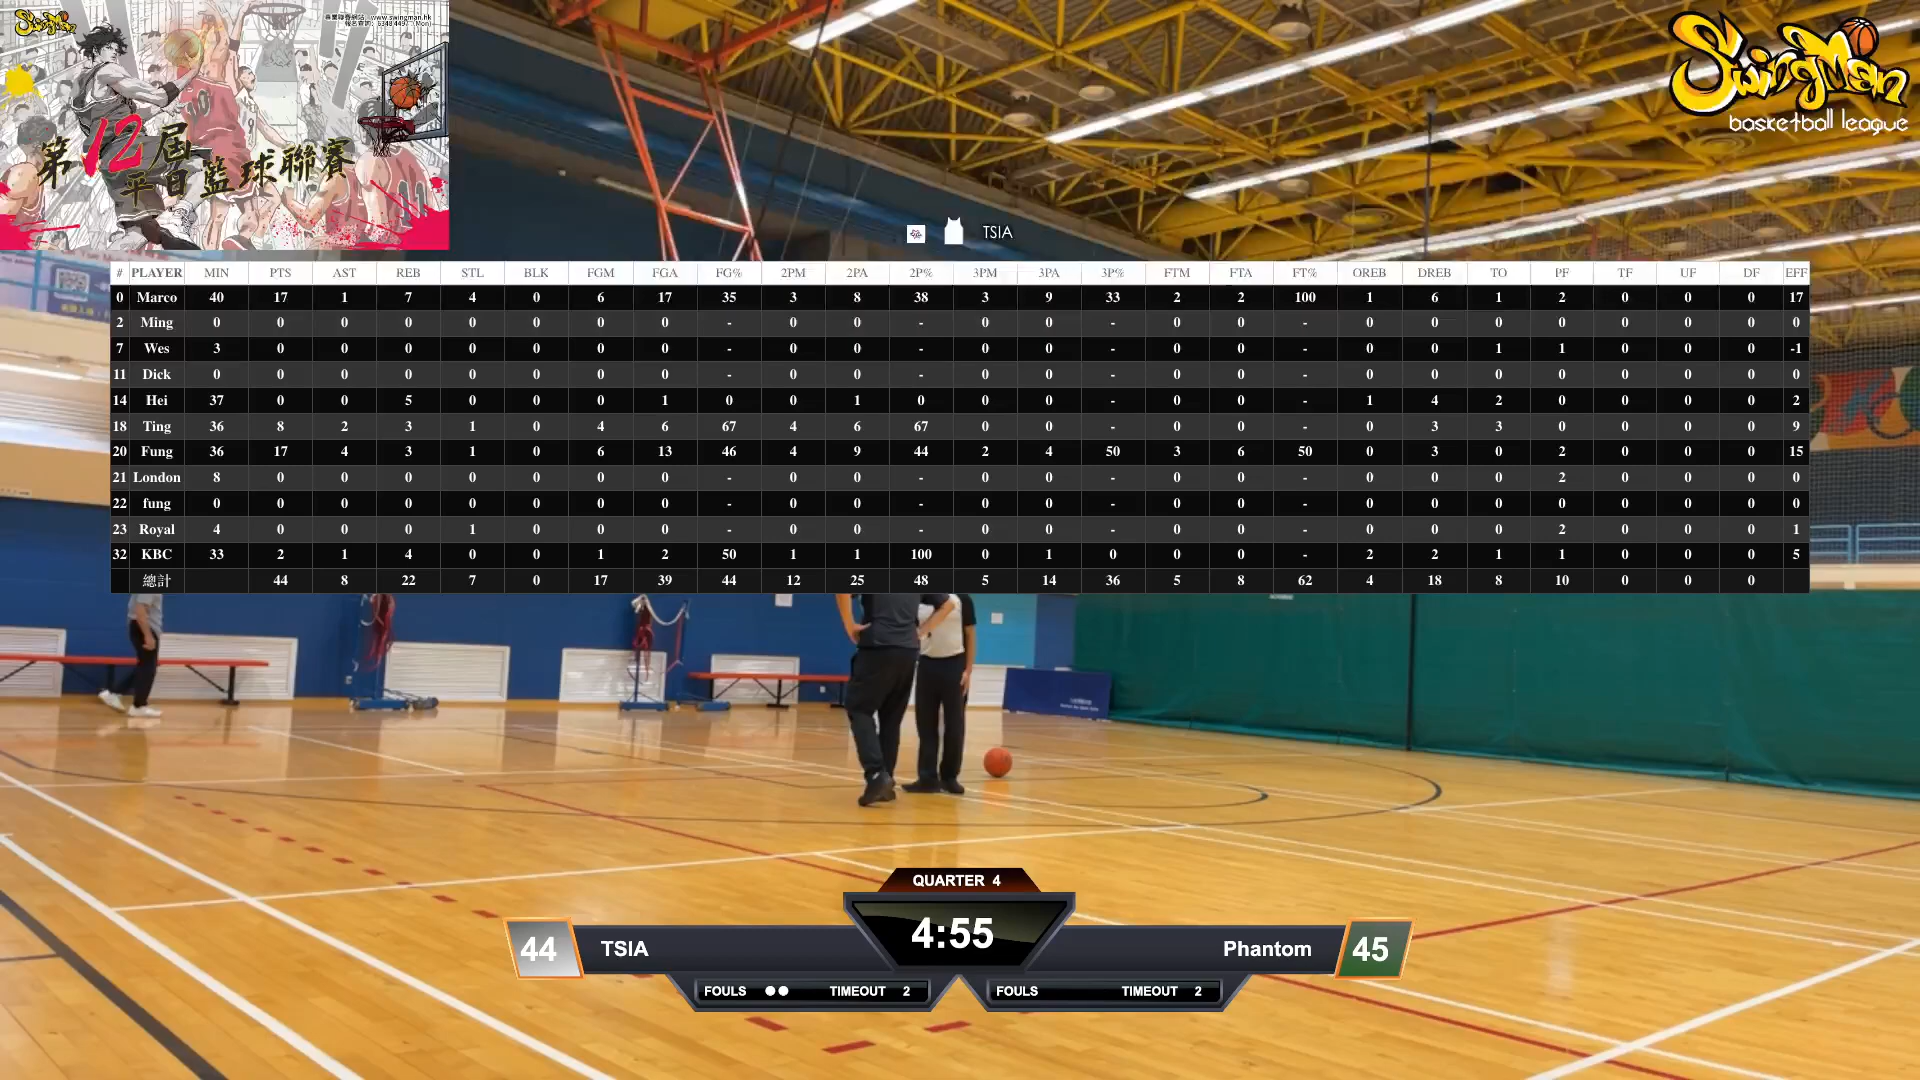 SwingMan
www.swingman.hk
第12屆
平日籃球聯賽
SwingMan
basketball league
TSIA
# PLAYER MIN PTS AST REB STL BLK FGM FGA FG% 2PM 2PA 2P% 3PM 3PA 3P% FTM FTA FT% OREB DREB TO PF TF UF DF EFF
0 Marco 40 17 1 7 4 0 6 17 35 3 8 38 3 9 33 2 2 100 1 6 1 2 0 0 0 17
2 Ming 0 0 0 0 0 0 0 0 - 0 0 - 0 0 - 0 0 - 0 0 0 0 0 0 0 0
7 Wes 3 0 0 0 0 0 0 0 - 0 0 - 0 0 - 0 0 - 0 0 1 1 0 0 0 -1
11 Dick 0 0 0 0 0 0 0 0 - 0 0 - 0 0 - 0 0 - 0 0 0 0 0 0 0 0
14 Hei 37 0 0 5 0 0 0 1 0 0 1 0 0 0 - 0 0 - 1 4 2 0 0 0 0 2
18 Ting 36 8 2 3 1 0 4 6 67 4 6 67 0 0 - 0 0 - 0 3 3 0 0 0 0 9
20 Fung 36 17 4 3 1 0 6 13 46 4 9 44 2 4 50 3 6 50 0 3 0 2 0 0 0 15
21 London 8 0 0 0 0 0 0 0 - 0 0 - 0 0 - 0 0 - 0 0 0 2 0 0 0 0
22 fung 0 0 0 0 0 0 0 0 - 0 0 - 0 0 - 0 0 - 0 0 0 0 0 0 0 0
23 Royal 4 0 0 0 1 0 0 0 - 0 0 - 0 0 - 0 0 - 0 0 0 2 0 0 0 1
32 KBC 33 2 1 4 0 0 1 2 50 1 1 100 0 1 0 0 0 - 2 2 1 1 0 0 0 5
總計 44 8 22 7 0 17 39 44 12 25 48 5 14 36 5 8 62 4 18 8 10 0 0 0
QUARTER 4
4:55
44 TSIA
Phantom 45
FOULS TIMEOUT 2
FOULS TIMEOUT 2